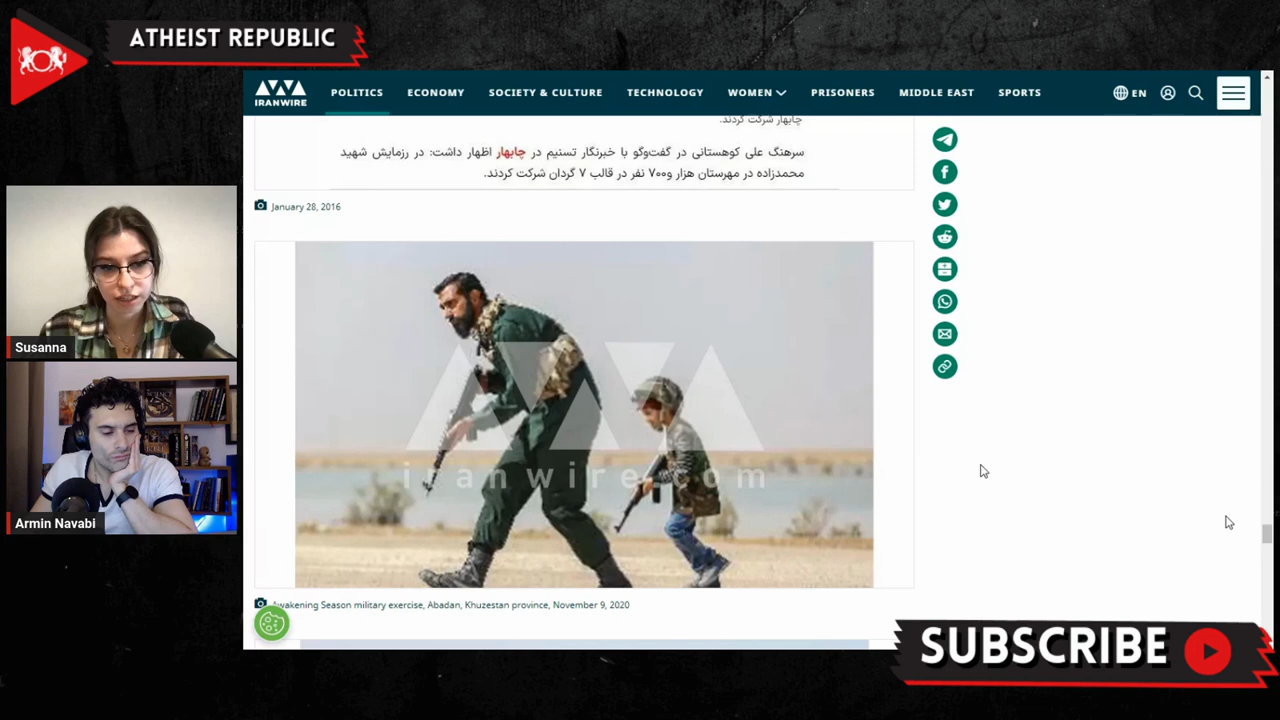 ATHEIST REPUBLIC
IRANWIRE
POLITICS
ECONOMY
SOCIETY & CULTURE
TECHNOLOGY
WOMEN
PRISONERS
MIDDLE EAST
SPORTS
EN
چابهار شرکت کردند.
سرهنگ علی کوهستانی در گفت‌وگو با خبرنگار تسنیم در چابهار اظهار داشت: در رزمایش شهید
محمدزاده در مهرستان هزار و۷۰۰ نفر در قالب ۷ گردان شرکت کردند.
January 28, 2016
iranwire.com
Awakening Season military exercise, Abadan, Khuzestan province, November 9, 2020
Susanna
Armin Navabi
SUBSCRIBE